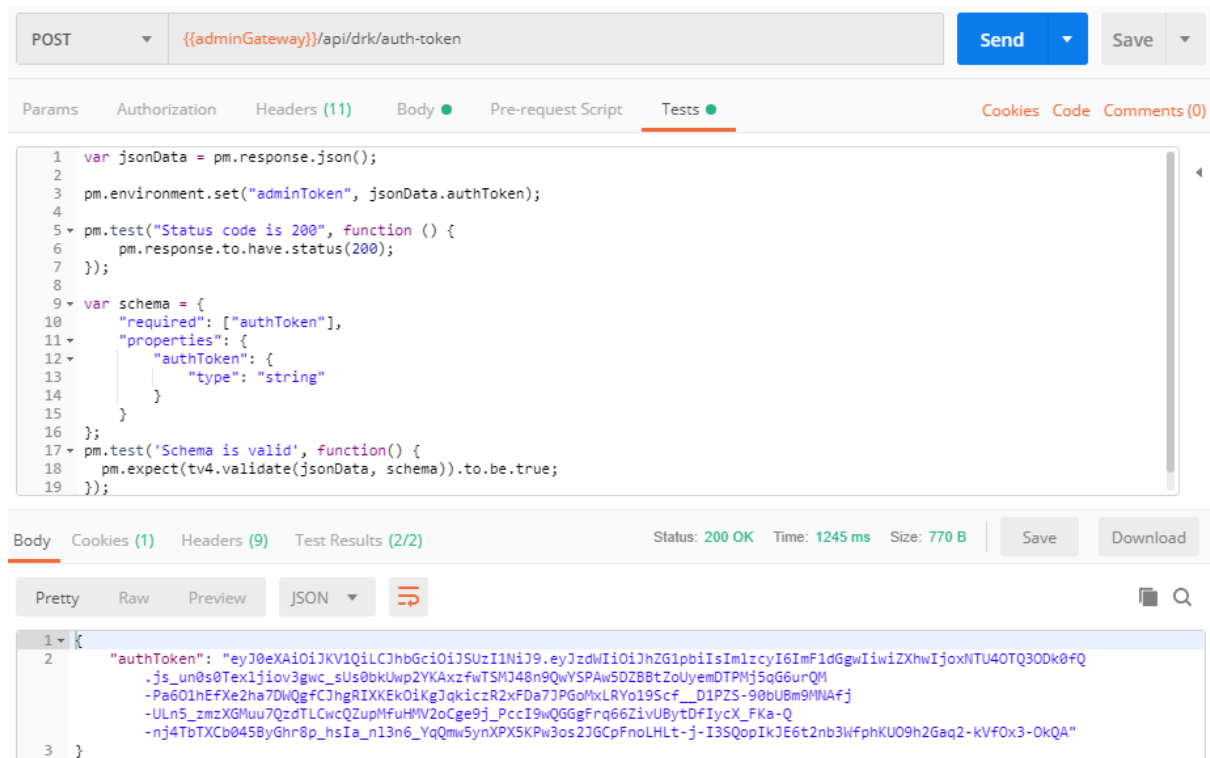 POST {{adminGateway}}/api/drk/auth-token Send Save
Params Authorization Headers (11) Body Pre-request Script Tests Cookies Code Comments (0)
1 var jsonData = pm.response.json();
2
3 pm.environment.set("adminToken", jsonData.authToken);
4
5 pm.test("Status code is 200", function () {
6     pm.response.to.have.status(200);
7 });
8
9 var schema = {
10     "required": ["authToken"],
11     "properties": {
12         "authToken": {
13             "type": "string"
14         }
15     }
16 };
17 pm.test('Schema is valid', function() {
18   pm.expect(tv4.validate(jsonData, schema)).to.be.true;
19 });
Body Cookies (1) Headers (9) Test Results (2/2) Status: 200 OK Time: 1245 ms Size: 770 B Save Download
Pretty Raw Preview JSON
1 {
2     "authToken": "eyJ0eXAiOiJKV1QiLCJhbGciOiJSUzI1NiJ9.eyJzdWIiOiJhZG1pbiIsImlzcyI6ImF1dGgwIiwiZXhwIjoxNTU4OTQ3ODk0fQ
.js_un0s0Texljiov3gwc_sUs0bkUwp2YKAxzfwTSMJ48n9QwYSPAw5DZBBtZoUyemDTPMj5qG6urQM
-Pa6O1hEfXe2ha7DWQgfCJhgRIXKEkOiKgJqkiczR2xFDa7JPGoMxLRYo19Scf__D1PZS-90bUBm9MNAfj
-ULn5_zmzXGMuu7QzdTLCwcQZupMfuHMV2oCge9j_PccI9wQGGgFrq66ZivUBytDfIycX_FKa-Q
-nj4TbTXCb045ByGhr8p_hsIa_nl3n6_YqQmw5ynXPX5KPw3os2JGCpFnoLHLt-j-I3SQopIkJE6t2nb3WfphKUO9h2Gaq2-kVfOx3-OkQA"
3 }